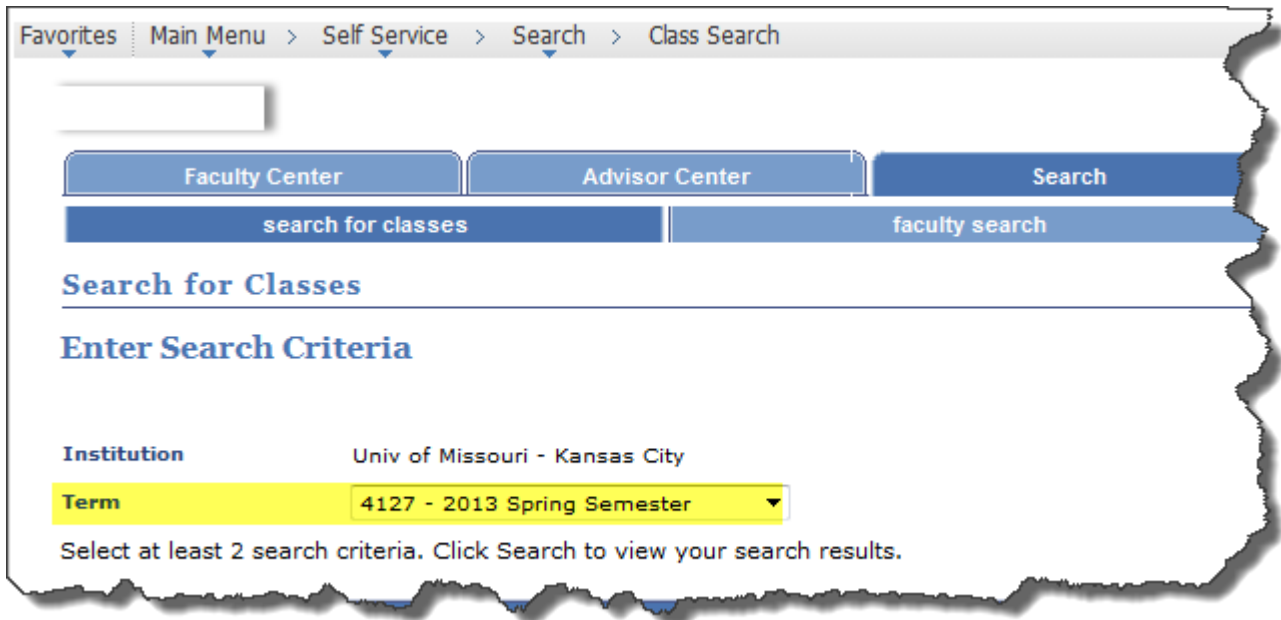 Favorites Main Menu > Self Service > Search > Class Search
Faculty Center Advisor Center Search
search for classes faculty search
Search for Classes
Enter Search Criteria
Institution Univ of Missouri - Kansas City
Term 4127 - 2013 Spring Semester
Select at least 2 search criteria. Click Search to view your search results.